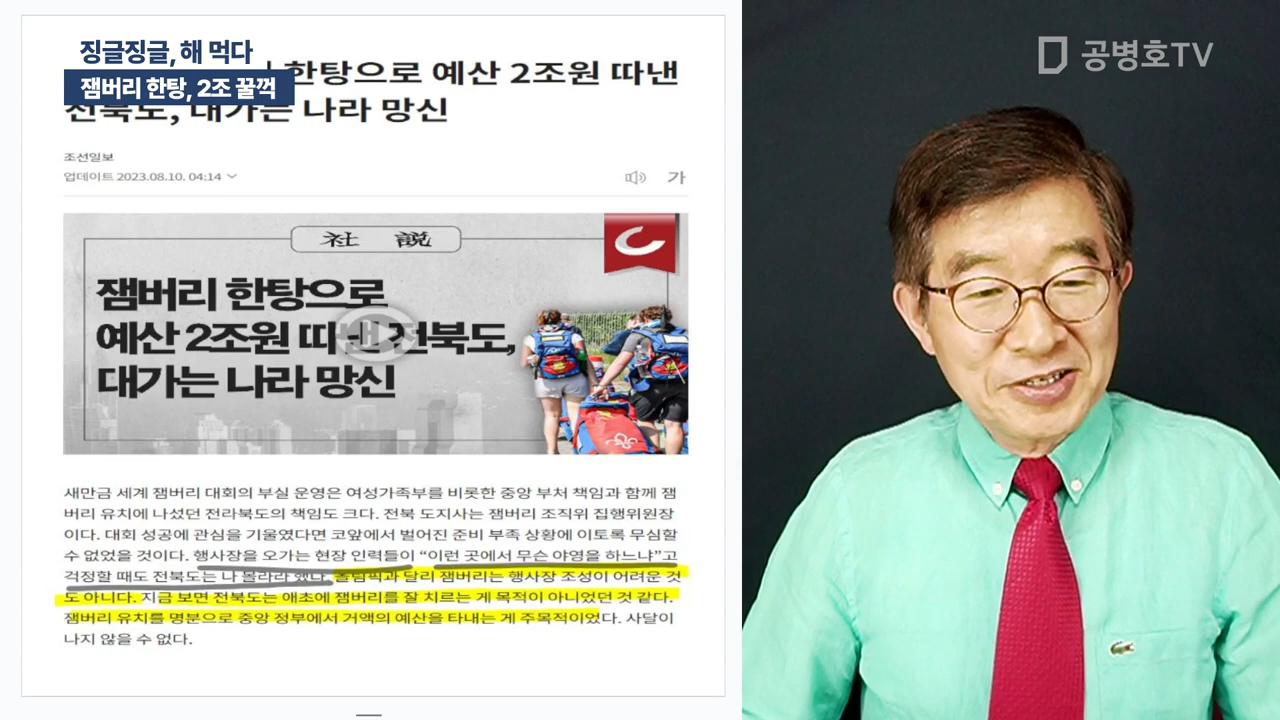 징글징글, 해 먹다
잼버리 한탕, 2조 꿀꺽
한탕으로 예산 2조원 따낸
전북도, 대가는 나라 망신
조선일보
업데이트 2023.08.10. 04:14
가
社 說
잼버리 한탕으로
예산 2조원 따낸 전북도,
대가는 나라 망신
새만금 세계 잼버리 대회의 부실 운영은 여성가족부를 비롯한 중앙 부처 책임과 함께 잼
버리 유치에 나섰던 전라북도의 책임도 크다. 전북 도지사는 잼버리 조직위 집행위원장
이다. 대회 성공에 관심을 기울였다면 코앞에서 벌어진 준비 부족 상황에 이토록 무심할
수 없었을 것이다. 행사장을 오가는 현장 인력들이 “이런 곳에서 무슨 야영을 하느냐”고
걱정할 때도 전북도는 나 몰라라 했다. 올림픽과 달리 잼버리는 행사장 조성이 어려운 것
도 아니다. 지금 보면 전북도는 애초에 잼버리를 잘 치르는 게 목적이 아니었던 것 같다.
잼버리 유치를 명분으로 중앙 정부에서 거액의 예산을 타내는 게 주목적이었다. 사달이
나지 않을 수 없다.
공병호TV